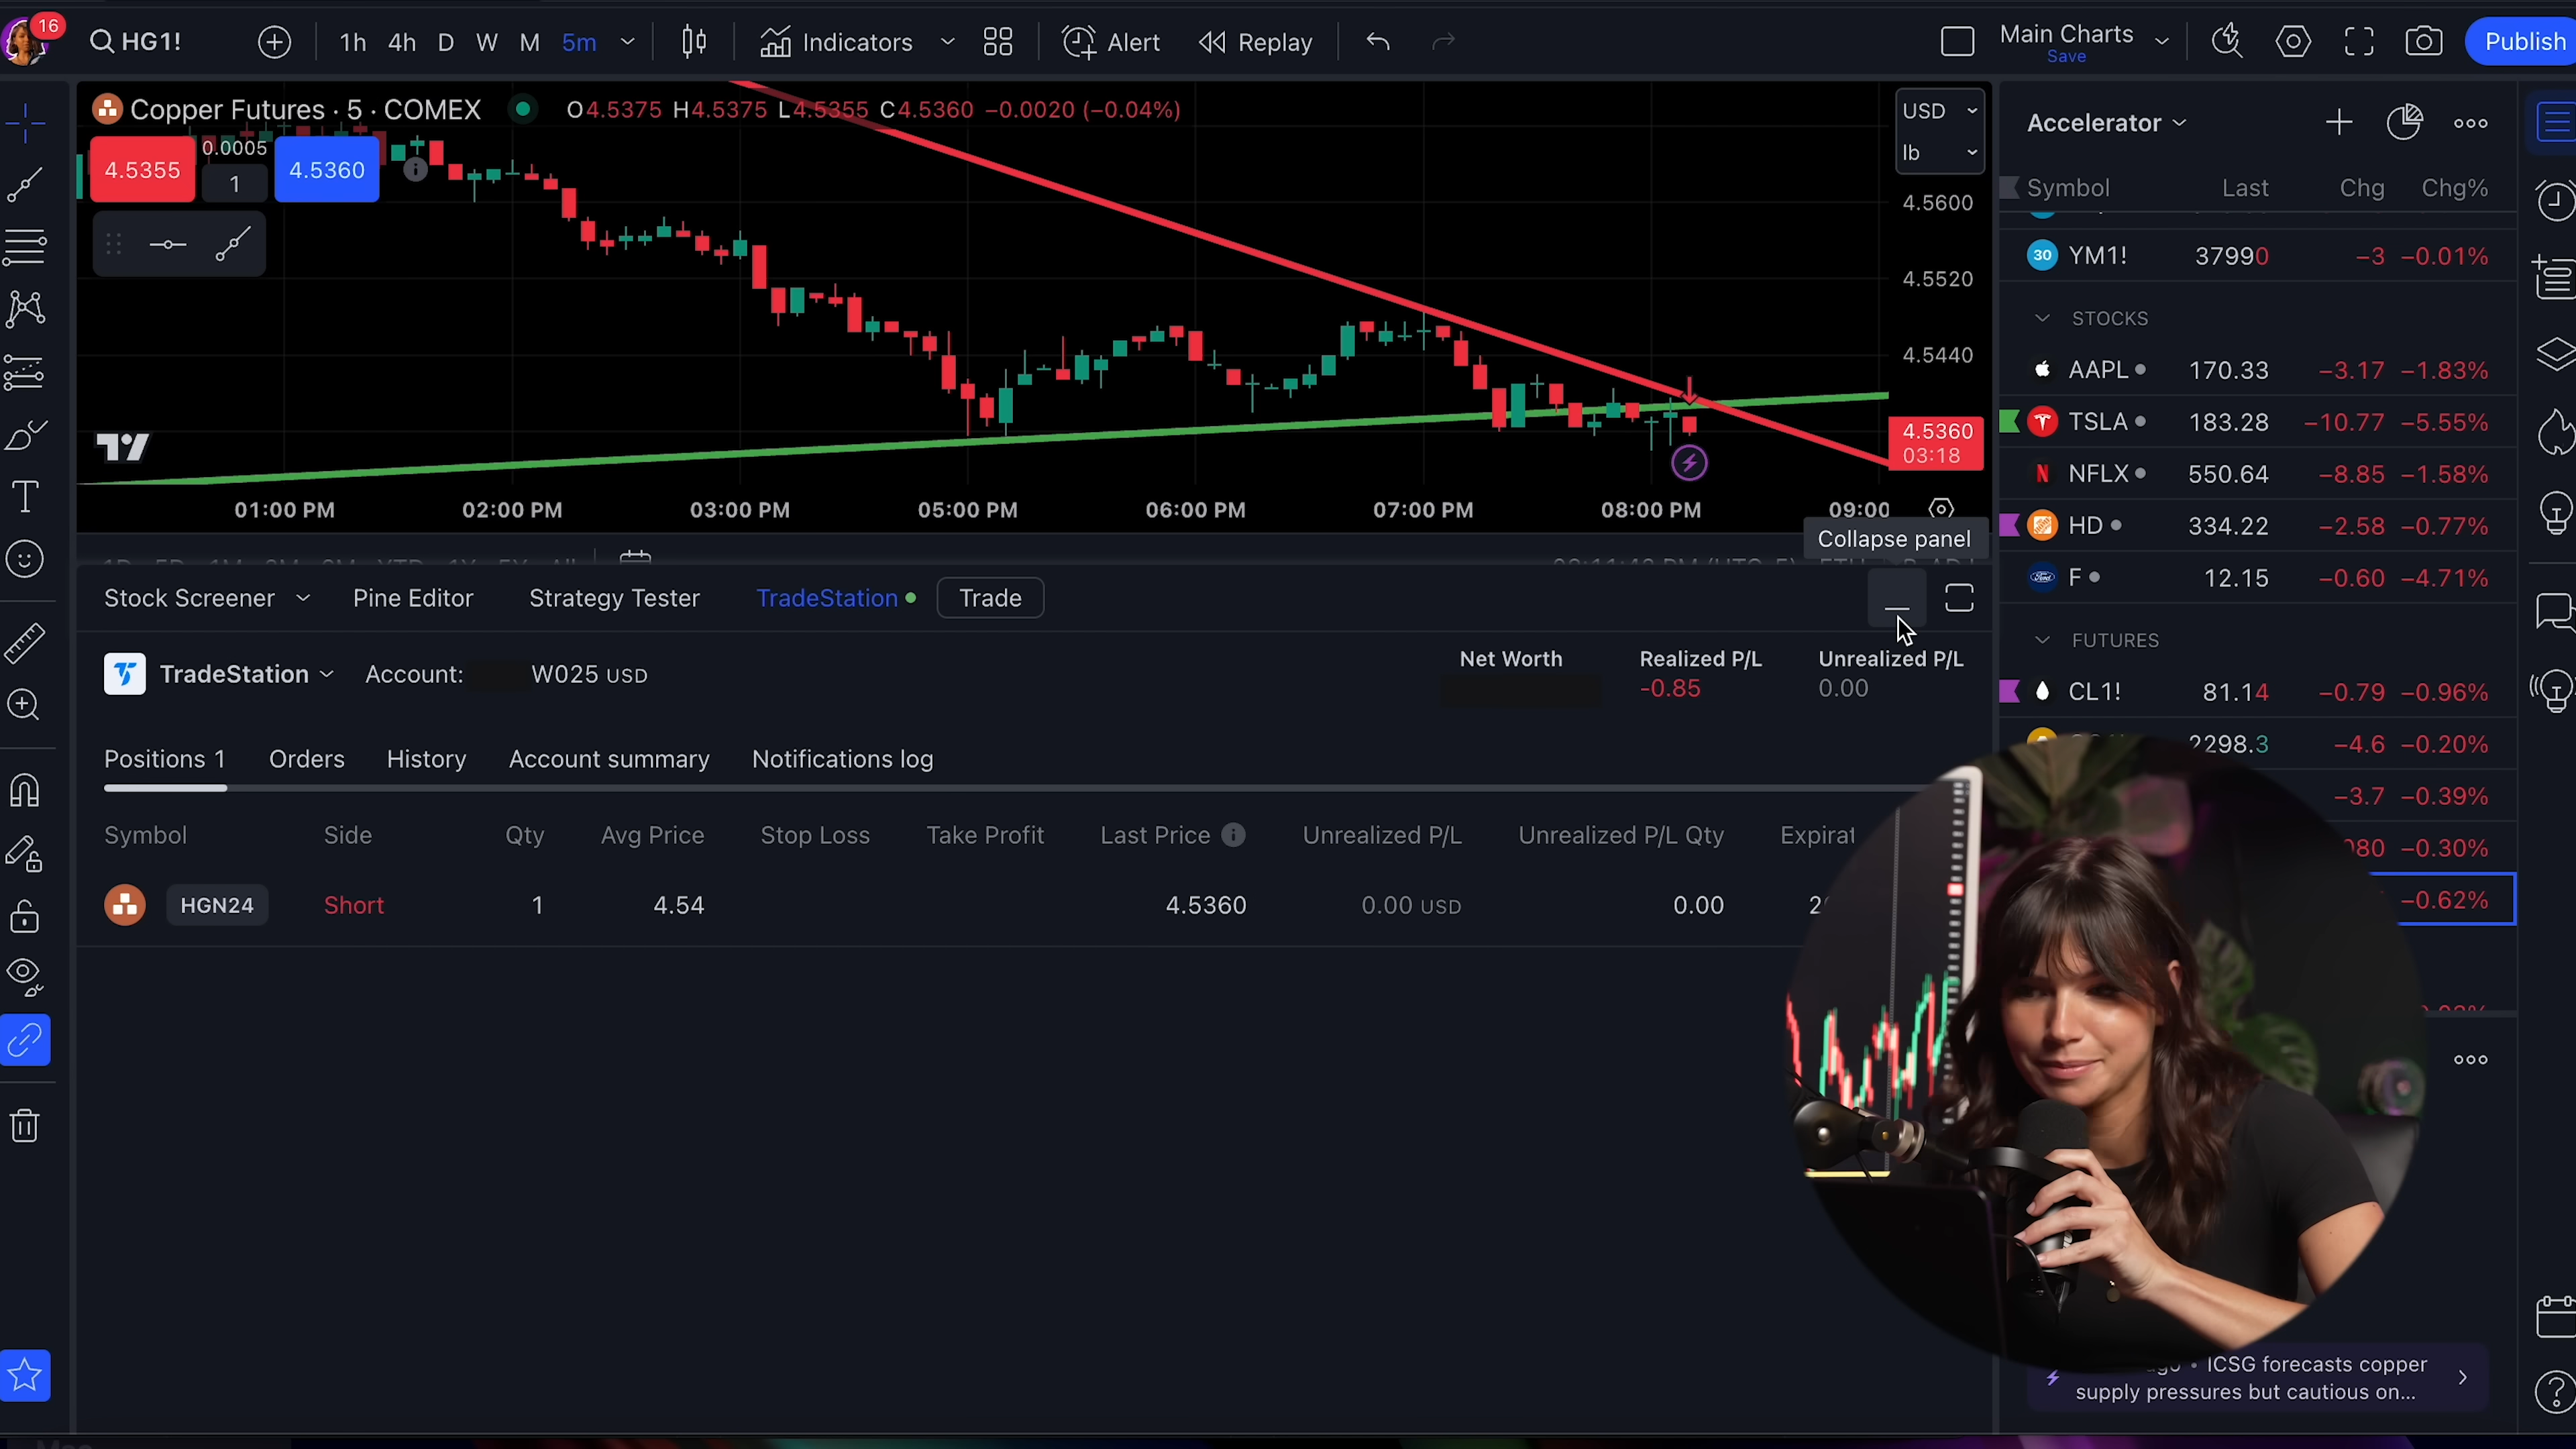 16
HG1!
1h 4h D W M 5m
Indicators
Alert
Replay
Main Charts
Save
Publish
Copper Futures · 5 · COMEX
O4.5375 H4.5375 L4.5355 C4.5360 −0.0020 (−0.04%)
4.5355
0.0005
1
4.5360
USD
lb
4.5600
4.5520
4.5440
4.5360
03:18
01:00 PM 02:00 PM 03:00 PM 05:00 PM 06:00 PM 07:00 PM 08:00 PM 09:00
Collapse panel
Stock Screener Pine Editor Strategy Tester TradeStation Trade
TradeStation Account: W025 USD
Net Worth Realized P/L Unrealized P/L
-0.85 0.00
Positions 1 Orders History Account summary Notifications log
Symbol Side Qty Avg Price Stop Loss Take Profit Last Price Unrealized P/L Unrealized P/L Qty Expirat
HGN24 Short 1 4.54 4.5360 0.00 USD 0.00 2
Accelerator
Symbol Last Chg Chg%
30 YM1! 37990 −3 −0.01%
STOCKS
AAPL 170.33 −3.17 −1.83%
TSLA 183.28 −10.77 −5.55%
N NFLX 550.64 −8.85 −1.58%
HD 334.22 −2.58 −0.77%
Ford F 12.15 −0.60 −4.71%
FUTURES
CL1! 81.14 −0.79 −0.96%
2298.3 −4.6 −0.20%
−3.7 −0.39%
080 −0.30%
−0.62%
ago • ICSG forecasts copper
supply pressures but cautious on...